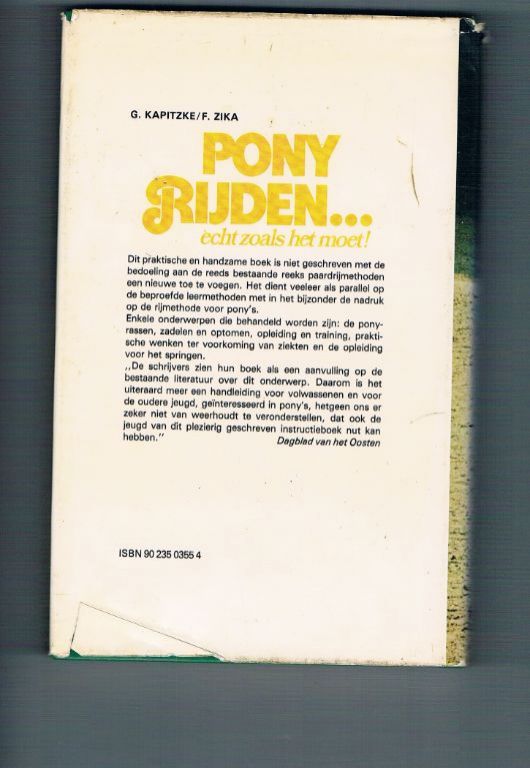 G. KAPITZKE/F. ZIKA
PONY
RIJDEN...
echt zoals het moet!
Dit praktische en handzame boek is niet geschreven met de
bedoeling aan de reeds bestaande reeks paardrijmethoden
een nieuwe toe te voegen. Het dient veeleer als parallel op
de beproefde leermethoden met in het bijzonder de nadruk
op de rijmethode voor pony's.
Enkele onderwerpen die behandeld worden zijn: de pony-
rassen, zadelen en optomen, opleiding en training, prakti-
sche wenken ter voorkoming van ziekten en de opleiding
voor het springen.
,,De schrijvers zien hun boek als een aanvulling op de
bestaande literatuur over dit onderwerp. Daarom is het
uiteraard meer een handleiding voor volwassenen en voor
de oudere jeugd, geïnteresseerd in pony's, hetgeen ons er
zeker niet van weerhoudt te veronderstellen, dat ook de
jeugd van dit plezierig geschreven instructieboek nut kan
hebben." Dagblad van het Oosten
ISBN 90 235 0355 4